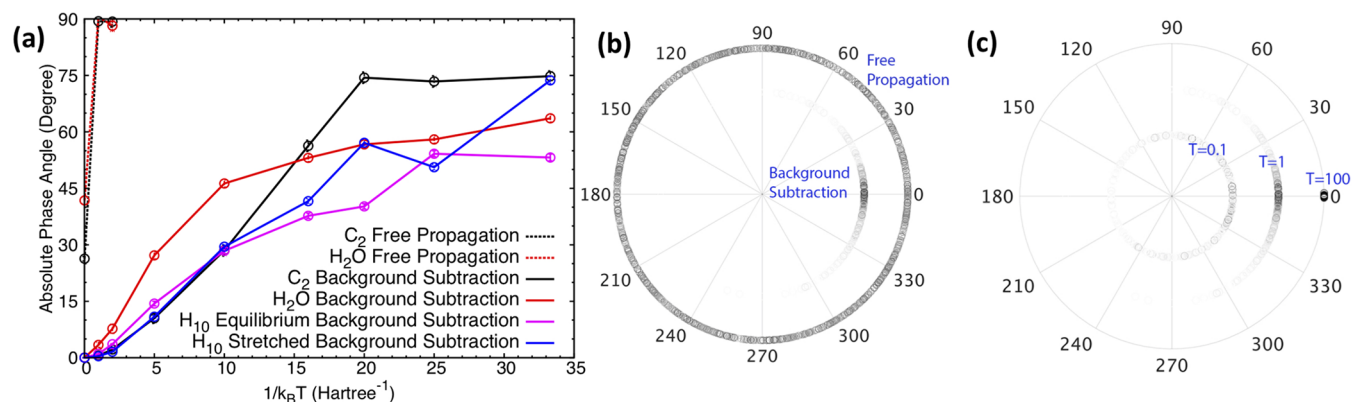 (a)
Absolute Phase Angle (Degree)
90
75
60
45
30
15
0
0 5 10 15 20 25 30 35
1/kBT (Hartree-1)
C2 Free Propagation
H2O Free Propagation
C2 Background Subtraction
H2O Background Subtraction
H10 Equilibrium Background Subtraction
H10 Stretched Background Subtraction
(b)
90
120
60
150
30
180
0
210
330
240
300
270
Free
Propagation
Background
Subtraction
(c)
90
120
60
150
30
180
0
210
330
240
300
270
T=0.1
T=1
T=100